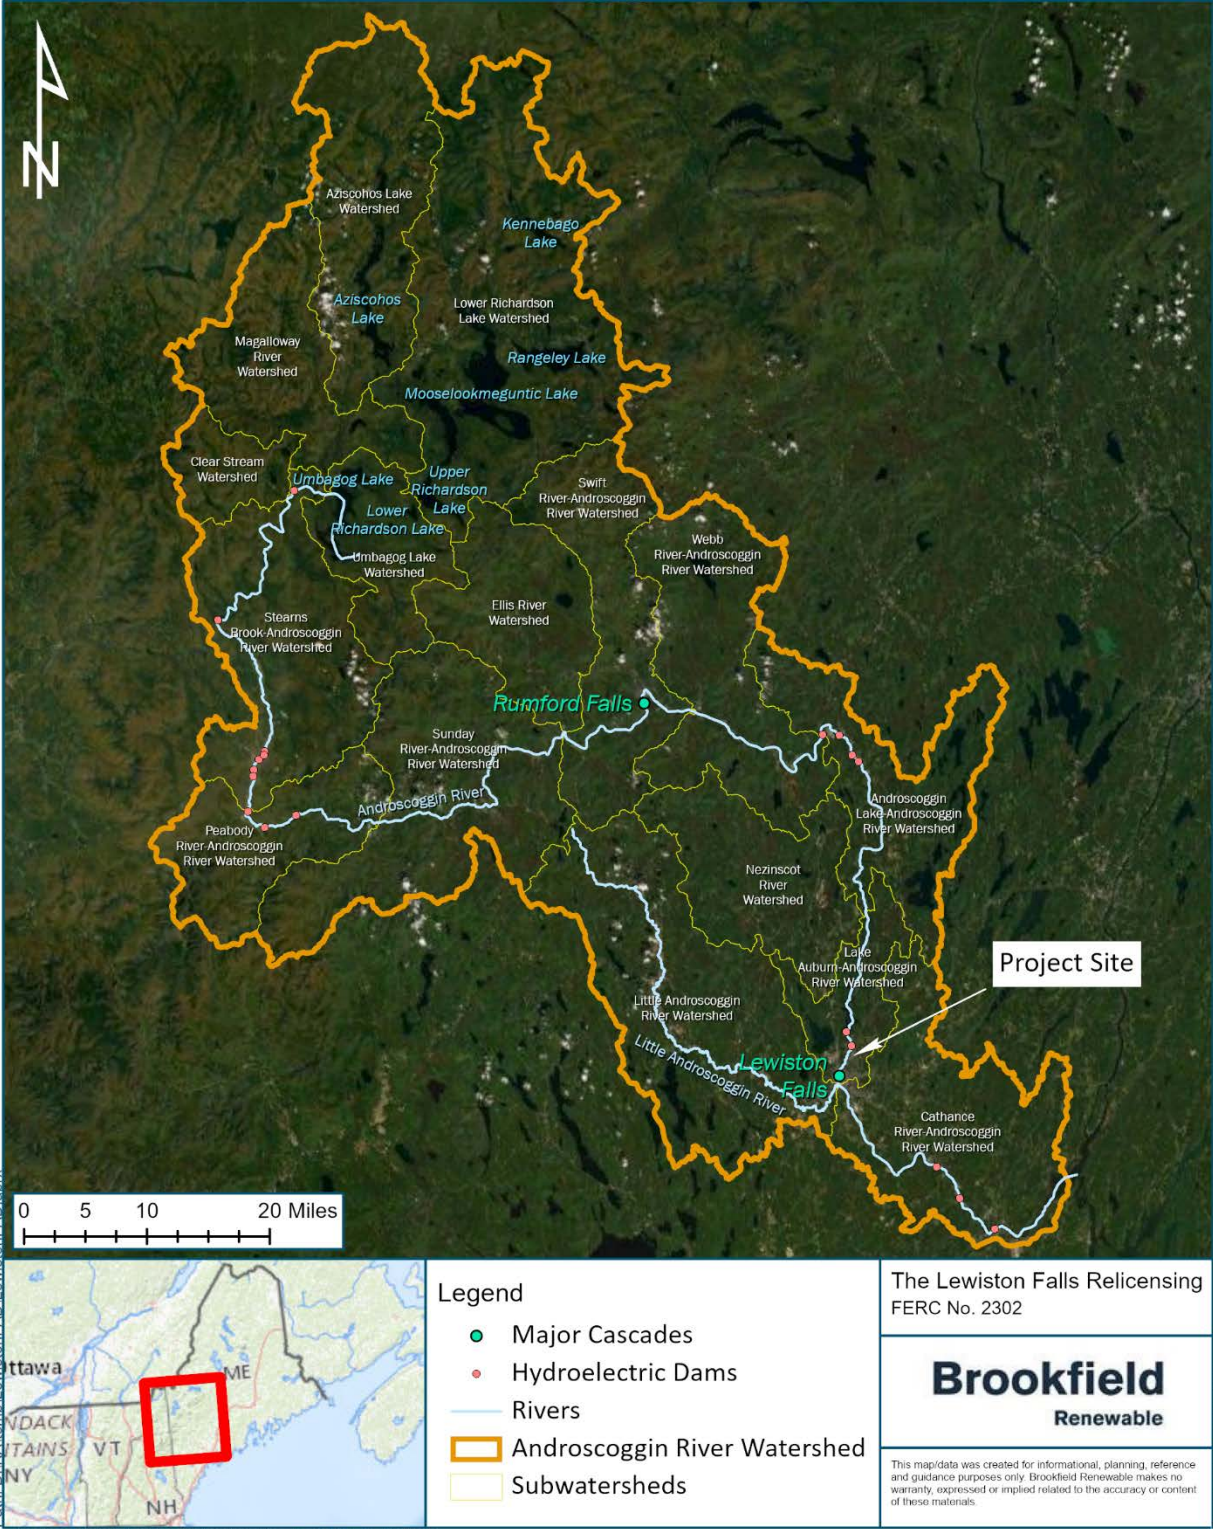 N
Aziscohos Lake
Watershed
Kennebago
Lake
Aziscohos
Lake
Lower Richardson
Lake Watershed
Magalloway
River
Watershed
Rangeley Lake
Mooselookmeguntic Lake
Clear Stream
Watershed
Umbagog Lake
Upper
Richardson
Lake
Swift
River-Androscoggin
River Watershed
Lower
Richardson Lake
Webb
River-Androscoggin
River Watershed
Umbagog Lake
Watershed
Ellis River
Watershed
Stearns
Brook-Androscoggin
River Watershed
Rumford Falls
Sunday
River-Androscoggin
River Watershed
Androscoggin River
Androscoggin
Lake-Androscoggin
River Watershed
Peabody
River-Androscoggin
River Watershed
Nezinscot
River
Watershed
Lake
Auburn-Androscoggin
River Watershed
Project Site
Little Androscoggin
River Watershed
Little Androscoggin River
Lewiston
Falls
Cathance
River-Androscoggin
River Watershed
0 5 10 20 Miles
ttawa
ME
NDACK
NTAINS
VT
NY
NH
Legend
Major Cascades
Hydroelectric Dams
Rivers
Androscoggin River Watershed
Subwatersheds
The Lewiston Falls Relicensing
FERC No. 2302
Brookfield
Renewable
This map/data was created for informational, planning, reference
and guidance purposes only. Brookfield Renewable makes no
warranty, expressed or implied related to the accuracy or content
of these materials.